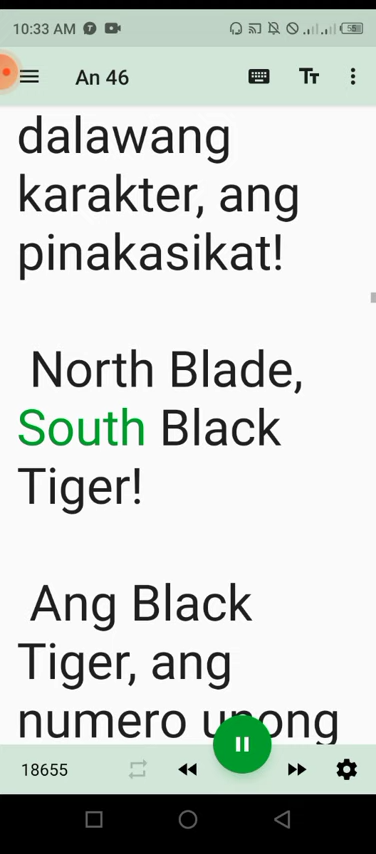 10:33 AM
An 46
dalawang
karakter, ang
pinakasikat!
North Blade,
South Black
Tiger!
Ang Black
Tiger, ang
numero unong
18655